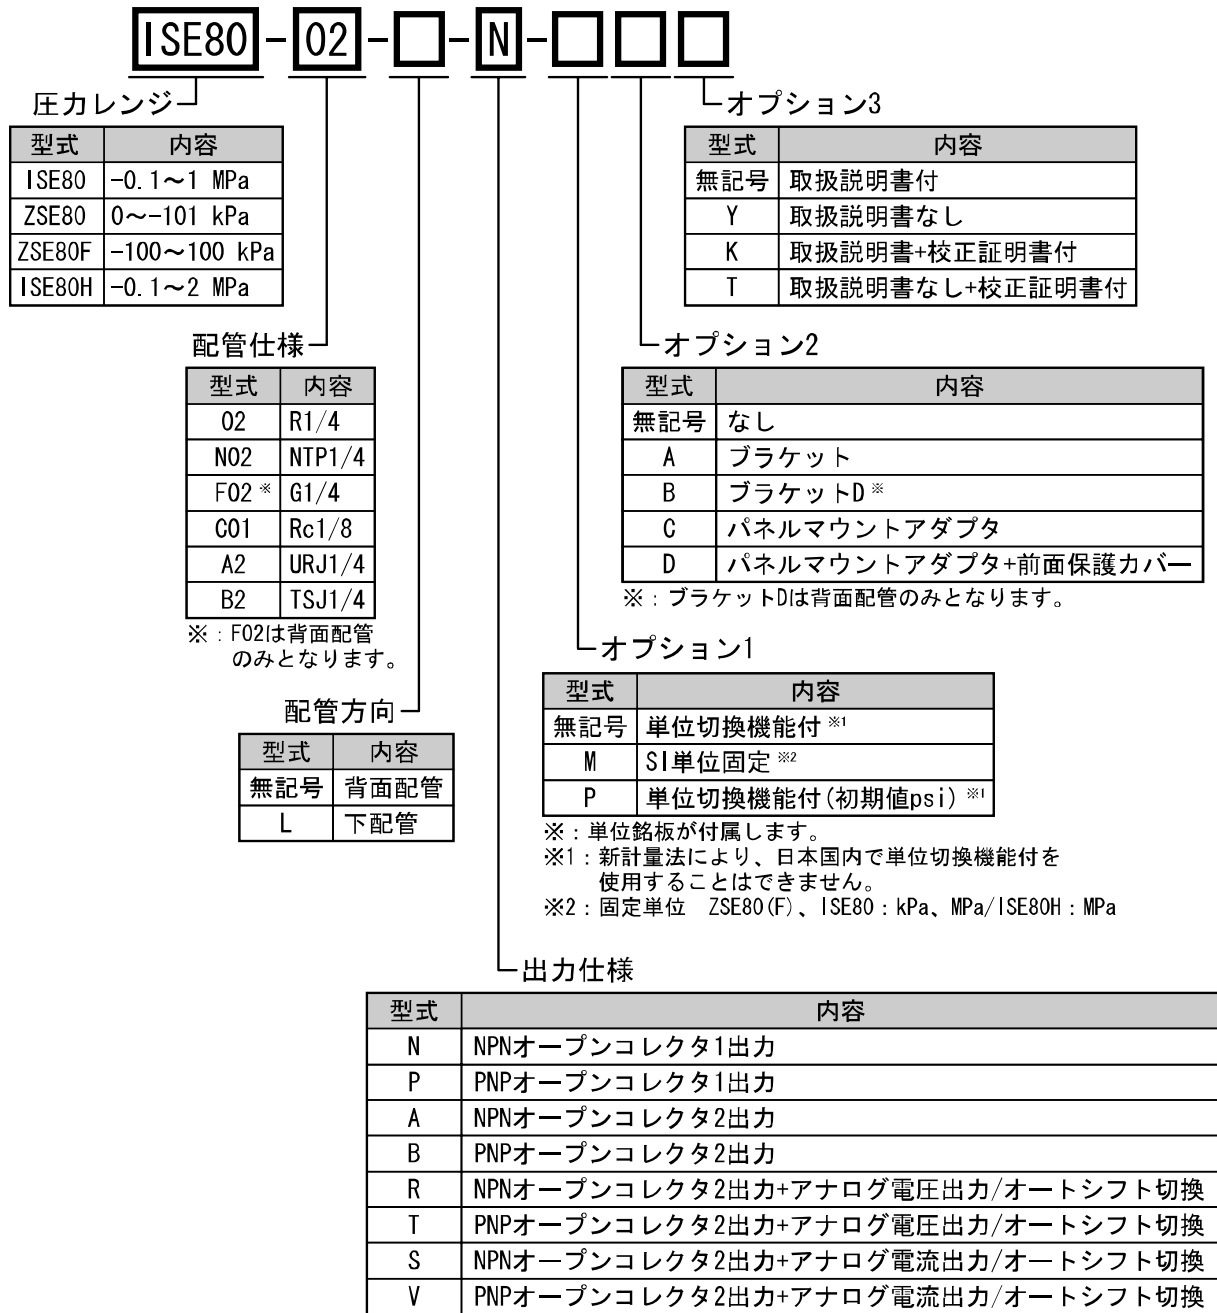 ISE80-02-□-N-□□□
圧力レンジ
型式 内容
ISE80 -0.1～1 MPa
ZSE80 0～-101 kPa
ZSE80F -100～100 kPa
ISE80H -0.1～2 MPa
オプション3
型式 内容
無記号 取扱説明書付
Y 取扱説明書なし
K 取扱説明書+校正証明書付
T 取扱説明書なし+校正証明書付
配管仕様
型式 内容
02 R1/4
N02 NTP1/4
F02※ G1/4
C01 Rc1/8
A2 URJ1/4
B2 TSJ1/4
※：F02は背面配管
のみとなります。
オプション2
型式 内容
無記号 なし
A ブラケット
B ブラケットD※
C パネルマウントアダプタ
D パネルマウントアダプタ+前面保護カバー
※：ブラケットDは背面配管のみとなります。
配管方向
型式 内容
無記号 背面配管
L 下配管
オプション1
型式 内容
無記号 単位切換機能付※1
M SI単位固定※2
P 単位切換機能付(初期値psi)※1
※：単位銘板が付属します。
※1：新計量法により、日本国内で単位切換機能付を
使用することはできません。
※2：固定単位 ZSE80(F)、ISE80：kPa、MPa/ISE80H：MPa
出力仕様
型式 内容
N NPNオープンコレクタ1出力
P PNPオープンコレクタ1出力
A NPNオープンコレクタ2出力
B PNPオープンコレクタ2出力
R NPNオープンコレクタ2出力+アナログ電圧出力/オートシフト切換
T PNPオープンコレクタ2出力+アナログ電圧出力/オートシフト切換
S NPNオープンコレクタ2出力+アナログ電流出力/オートシフト切換
V PNPオープンコレクタ2出力+アナログ電流出力/オートシフト切換